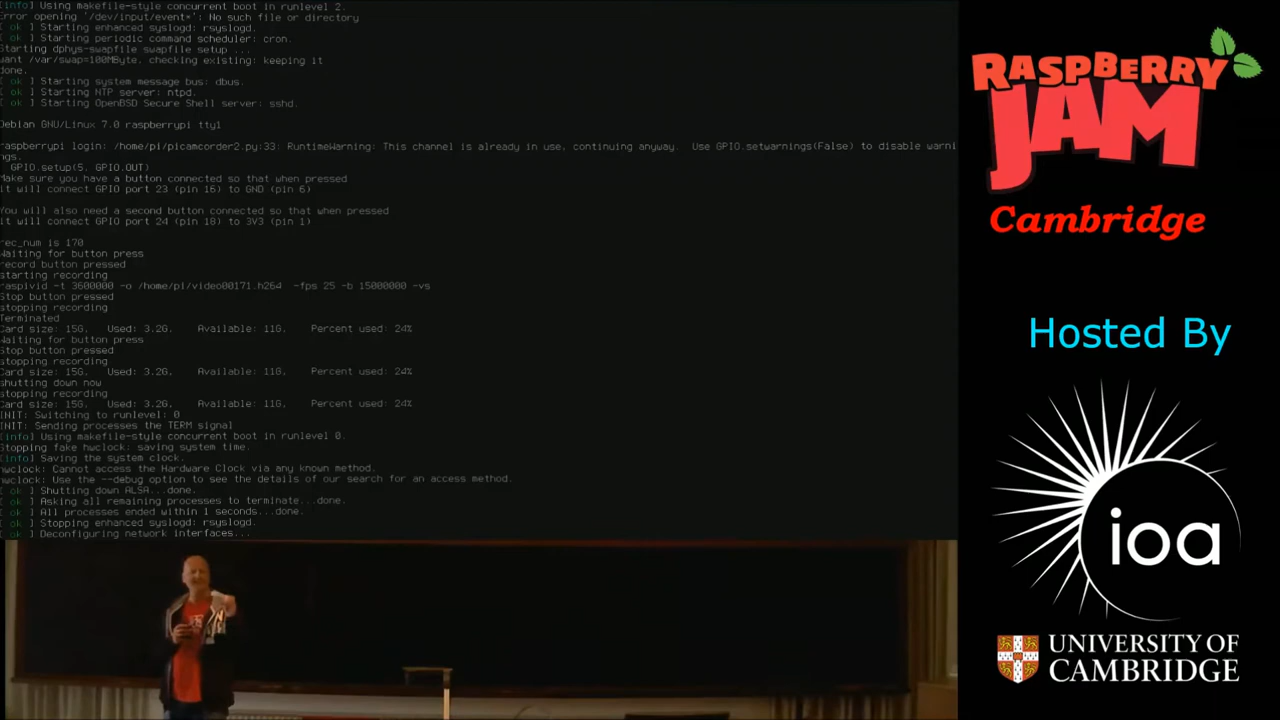 [info] Using makefile-style concurrent boot in runlevel 2.
Error opening '/dev/input/event*': No such file or directory
[ ok ] Starting enhanced syslogd: rsyslogd.
[ ok ] Starting periodic command scheduler: cron.
Starting dphys-swapfile swapfile setup ...
want /var/swap=100MByte, checking existing: keeping it
done.
[ ok ] Starting system message bus: dbus.
[ ok ] Starting NTP server: ntpd.
[ ok ] Starting OpenBSD Secure Shell server: sshd.
Debian GNU/Linux 7.0 raspberrypi tty1
raspberrypi login: /home/pi/picamcorder2.py:33: RuntimeWarning: This channel is already in use, continuing anyway.  Use GPIO.setwarnings(False) to disable warni
ngs.
GPIO.setup(5, GPIO.OUT)
Make sure you have a button connected so that when pressed
it will connect GPIO port 23 (pin 16) to GND (pin 6)
You will also need a second button connected so that when pressed
it will connect GPIO port 24 (pin 18) to 3V3 (pin 1)
rec_num is 170
Waiting for button press
record button pressed
starting recording
raspivid -t 3600000 -o /home/pi/video00171.h264  -fps 25 -b 15000000 -vs
Stop button pressed
stopping recording
Terminated
Card size: 15G,   Used: 3.2G,    Available: 11G,    Percent used: 24%
Waiting for button press
Stop button pressed
stopping recording
Card size: 15G,   Used: 3.2G,    Available: 11G,    Percent used: 24%
shutting down now
stopping recording
Card size: 15G,   Used: 3.2G,    Available: 11G,    Percent used: 24%
INIT: Switching to runlevel: 0
INIT: Sending processes the TERM signal
[info] Using makefile-style concurrent boot in runlevel 0.
Stopping fake hwclock: saving system time.
[info] Saving the system clock.
hwclock: Cannot access the Hardware Clock via any known method.
hwclock: Use the --debug option to see the details of our search for an access method.
[ ok ] Shutting down ALSA...done.
[ ok ] Asking all remaining processes to terminate...done.
[ ok ] All processes ended within 1 seconds...done.
[ ok ] Stopping enhanced syslogd: rsyslogd.
[ ok ] Deconfiguring network interfaces...
RASPBERRY
JAM
Cambridge
Hosted By
ioa
UNIVERSITY OF
CAMBRIDGE